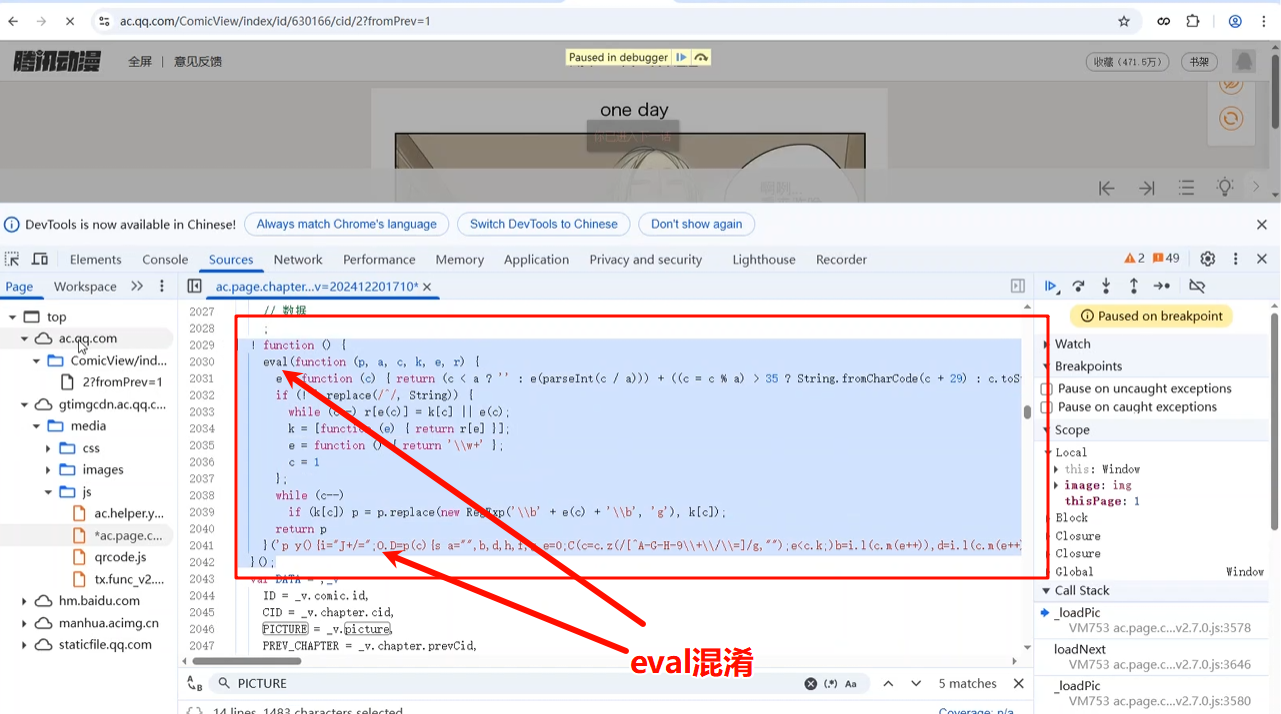 ac.qq.com/ComicView/index/id/630166/cid/2?fromPrev=1
腾讯动漫
全屏 | 意见反馈
Paused in debugger
收藏 (471.5万)
书架
one day
DevTools is now available in Chinese!
Always match Chrome's language
Switch DevTools to Chinese
Don't show again
Elements
Console
Sources
Network
Performance
Memory
Application
Privacy and security
Lighthouse
Recorder
2
49
Page
Workspace
ac.page.chapter...v=202412201710*
top
ac.qq.com
ComicView/ind...
2?fromPrev=1
gtimgcdn.ac.qq.c...
media
css
images
js
ac.helper.y...
*ac.page.c...
qrcode.js
tx.func_v2....
hm.baidu.com
manhua.acimg.cn
staticfile.qq.com
2027 // 数据
2028 ;
2029 ! function () {
2030 eval(function (p, a, c, k, e, r) {
2031 e function (c) { return (c < a ? '' : e(parseInt(c / a))) + ((c = c % a) > 35 ? String.fromCharCode(c + 29) : c.toS
2032 if (! replace(/^/, String)) {
2033 while (c--) r[e(c)] = k[c] || e(c);
2034 k = [function (e) { return r[e] }];
2035 e = function () { return '\\w+' };
2036 c = 1
2037 };
2038 while (c--)
2039 if (k[c]) p = p.replace(new RegExp('\\b' + e(c) + '\\b', 'g'), k[c]);
2040 return p
2041 }('p y(){i="J+/=";O.D=p(c){s a="",b,d,h,f, e=0;C(c=c.z(/[^A-G-H-9\\+\\/\\=]/g,"");e<c.k;)b=i.l(c.m(e++)),d=i.l(c.m(e++)
2042 }();
2043 var DATA = ,_v
2044 ID = _v.comic.id,
2045 CID = _v.chapter.cid,
2046 PICTURE = _v.picture,
2047 PREV_CHAPTER = _v.chapter.prevCid,
eval混淆
PICTURE
(.*)
Aa
5 matches
14 lines, 1483 characters selected
Coverage: n/a
Paused on breakpoint
Watch
Breakpoints
Pause on uncaught exceptions
Pause on caught exceptions
Scope
Local
this: Window
image: img
thisPage: 1
Block
Closure
Closure
Global Window
Call Stack
_loadPic
VM753 ac.page.c...v2.7.0.js:3578
loadNext
VM753 ac.page.c...v2.7.0.js:3646
_loadPic
VM753 ac.page.c...v2.7.0.js:3580